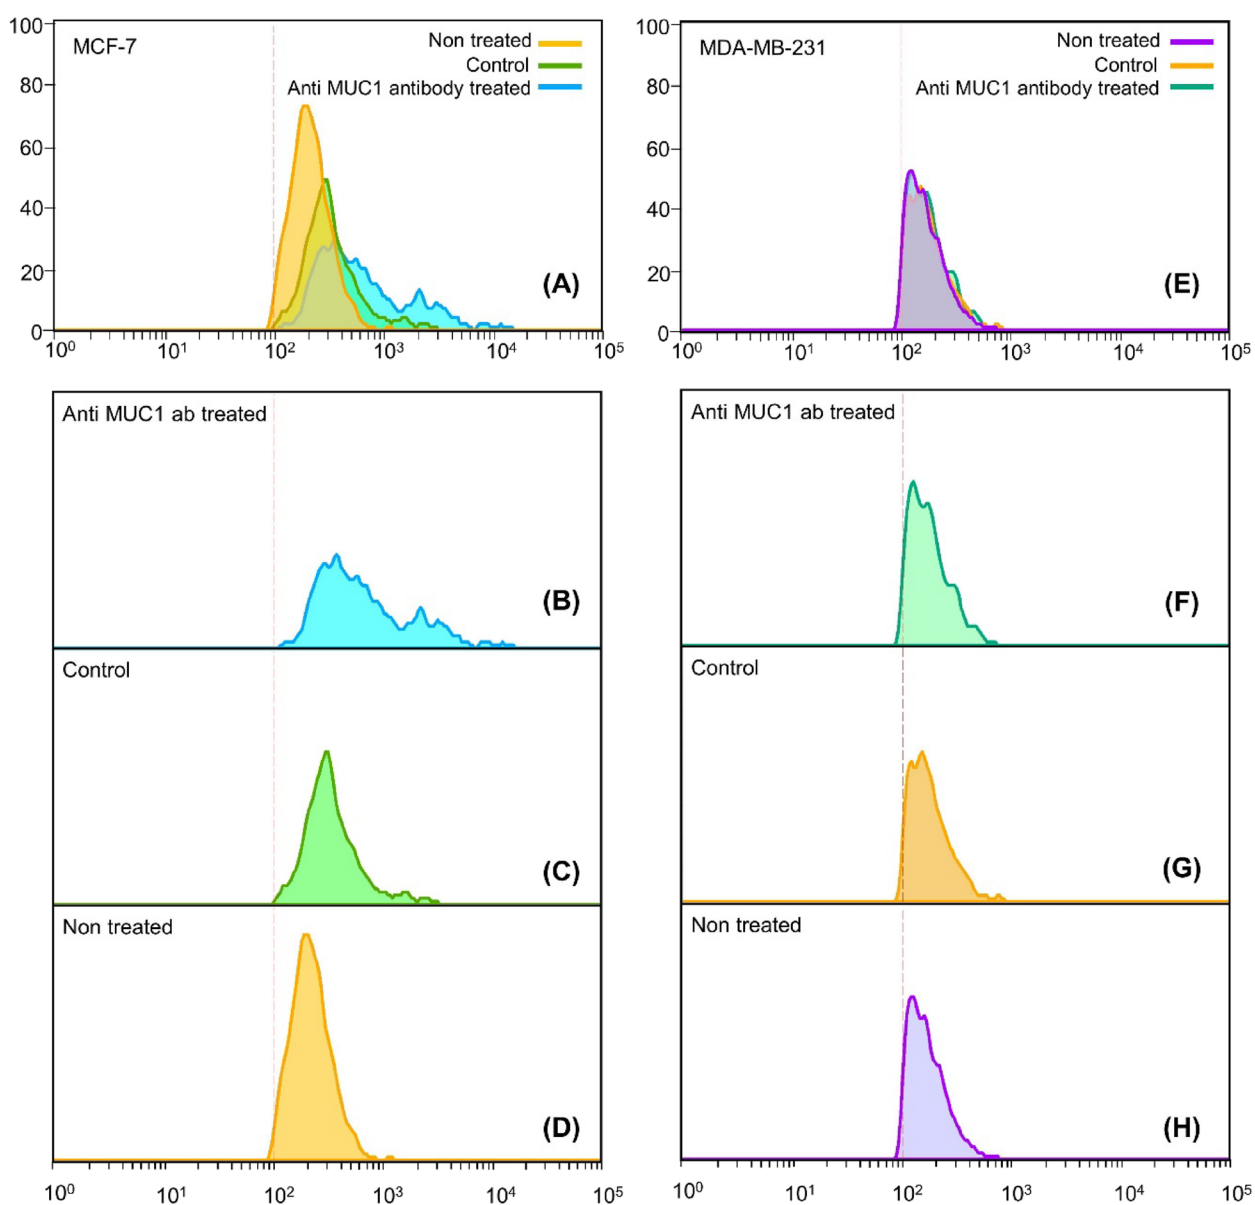 MCF-7
Non treated
Control
Anti MUC1 antibody treated
100
80
60
40
20
0
(A)
10⁰ 10¹ 10² 10³ 10⁴ 10⁵
MDA-MB-231
Non treated
Control
Anti MUC1 antibody treated
100
80
60
40
20
0
(E)
10⁰ 10¹ 10² 10³ 10⁴ 10⁵
Anti MUC1 ab treated
(B)
Control
(C)
Non treated
(D)
10⁰ 10¹ 10² 10³ 10⁴ 10⁵
Anti MUC1 ab treated
(F)
Control
(G)
Non treated
(H)
10⁰ 10¹ 10² 10³ 10⁴ 10⁵